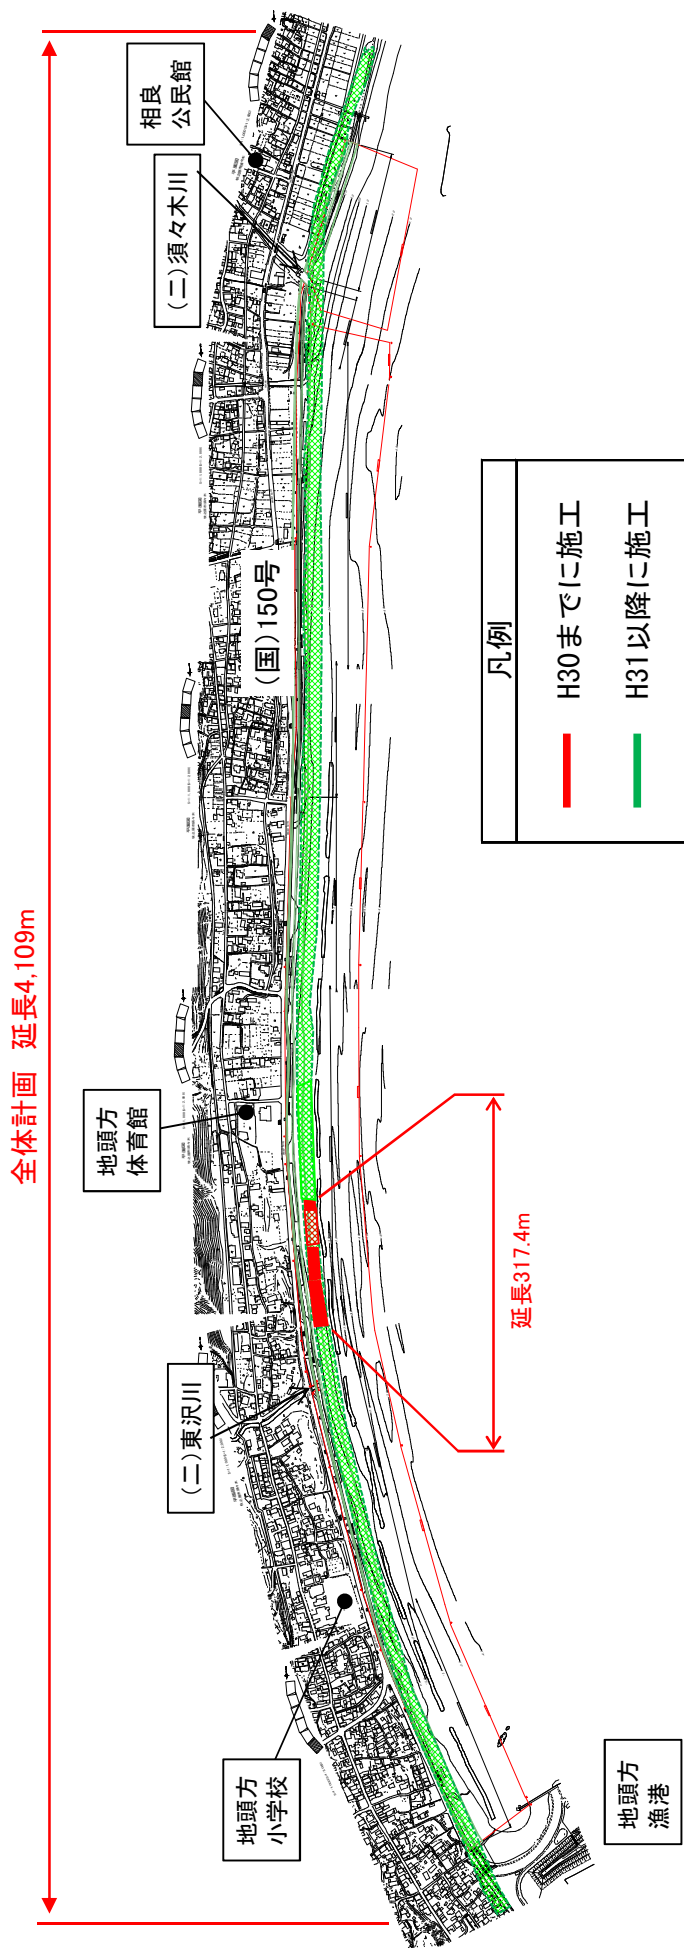 全体計画 延長4,109m
地頭方
小学校
(二)東沢川
地頭方
体育館
(国)150号
(二)須々木川
相良
公民館
延長317.4m
地頭方
漁港
凡例
H30までに施工
H31以降に施工